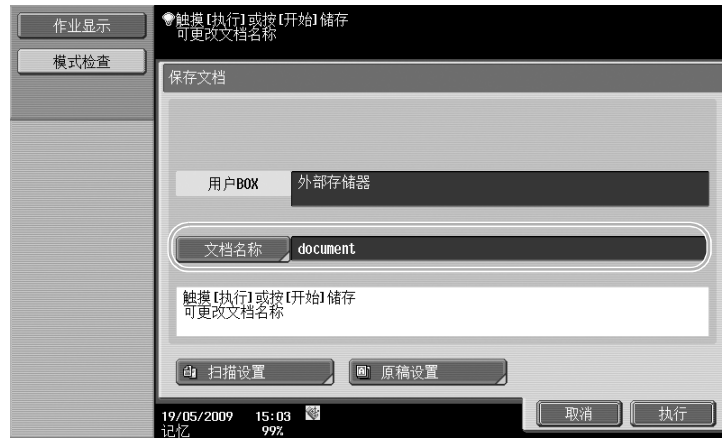 作业显示
模式检查
触摸[执行]或按[开始]储存
可更改文档名称
保存文档
用户BOX 外部存储器
文档名称 document
触摸[执行]或按[开始]储存
可更改文档名称
扫描设置 原稿设置
19/05/2009 15:03
记忆 99%
取消 执行